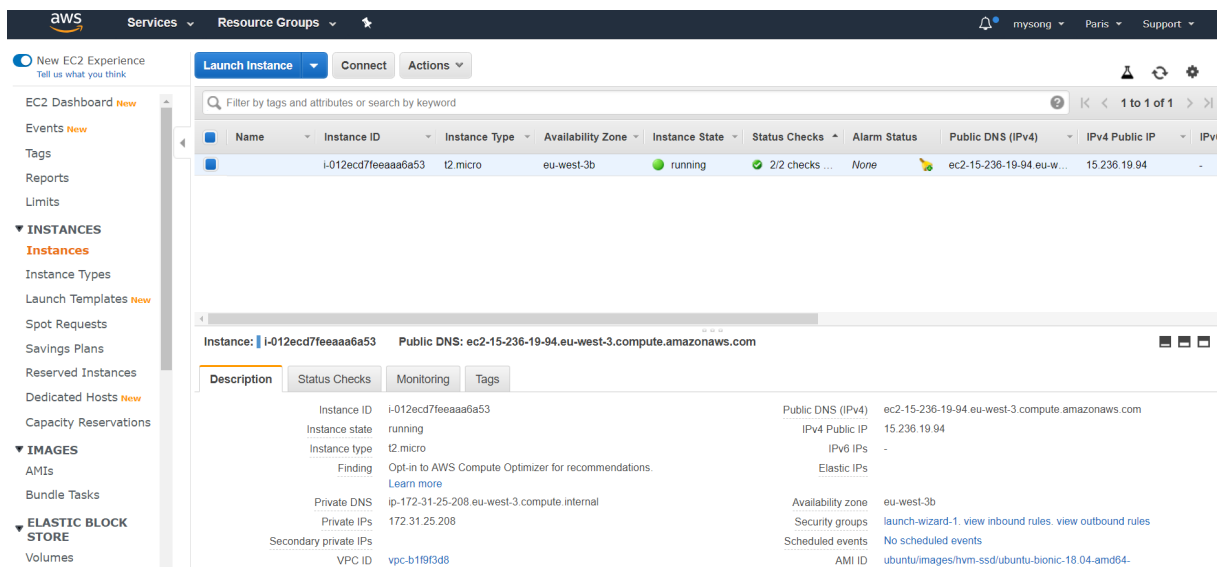 aws Services Resource Groups mysong Paris Support
New EC2 Experience
Tell us what you think
EC2 Dashboard New
Events New
Tags
Reports
Limits
INSTANCES
Instances
Instance Types
Launch Templates New
Spot Requests
Savings Plans
Reserved Instances
Dedicated Hosts New
Capacity Reservations
IMAGES
AMIs
Bundle Tasks
ELASTIC BLOCK
STORE
Volumes
Launch Instance Connect Actions
Filter by tags and attributes or search by keyword 1 to 1 of 1
Name Instance ID Instance Type Availability Zone Instance State Status Checks Alarm Status Public DNS (IPv4) IPv4 Public IP IPv
i-012ecd7feeaaa6a53 t2.micro eu-west-3b running 2/2 checks ... None ec2-15-236-19-94.eu-w... 15.236.19.94 -
Instance: i-012ecd7feeaaa6a53 Public DNS: ec2-15-236-19-94.eu-west-3.compute.amazonaws.com
Description Status Checks Monitoring Tags
Instance ID i-012ecd7feeaaa6a53 Public DNS (IPv4) ec2-15-236-19-94.eu-west-3.compute.amazonaws.com
Instance state running IPv4 Public IP 15.236.19.94
Instance type t2.micro IPv6 IPs -
Finding Opt-in to AWS Compute Optimizer for recommendations. Elastic IPs
Learn more
Private DNS ip-172-31-25-208.eu-west-3.compute.internal Availability zone eu-west-3b
Private IPs 172.31.25.208 Security groups launch-wizard-1. view inbound rules. view outbound rules
Secondary private IPs Scheduled events No scheduled events
VPC ID vpc-b1f9f3d8 AMI ID ubuntu/images/hvm-ssd/ubuntu-bionic-18.04-amd64-